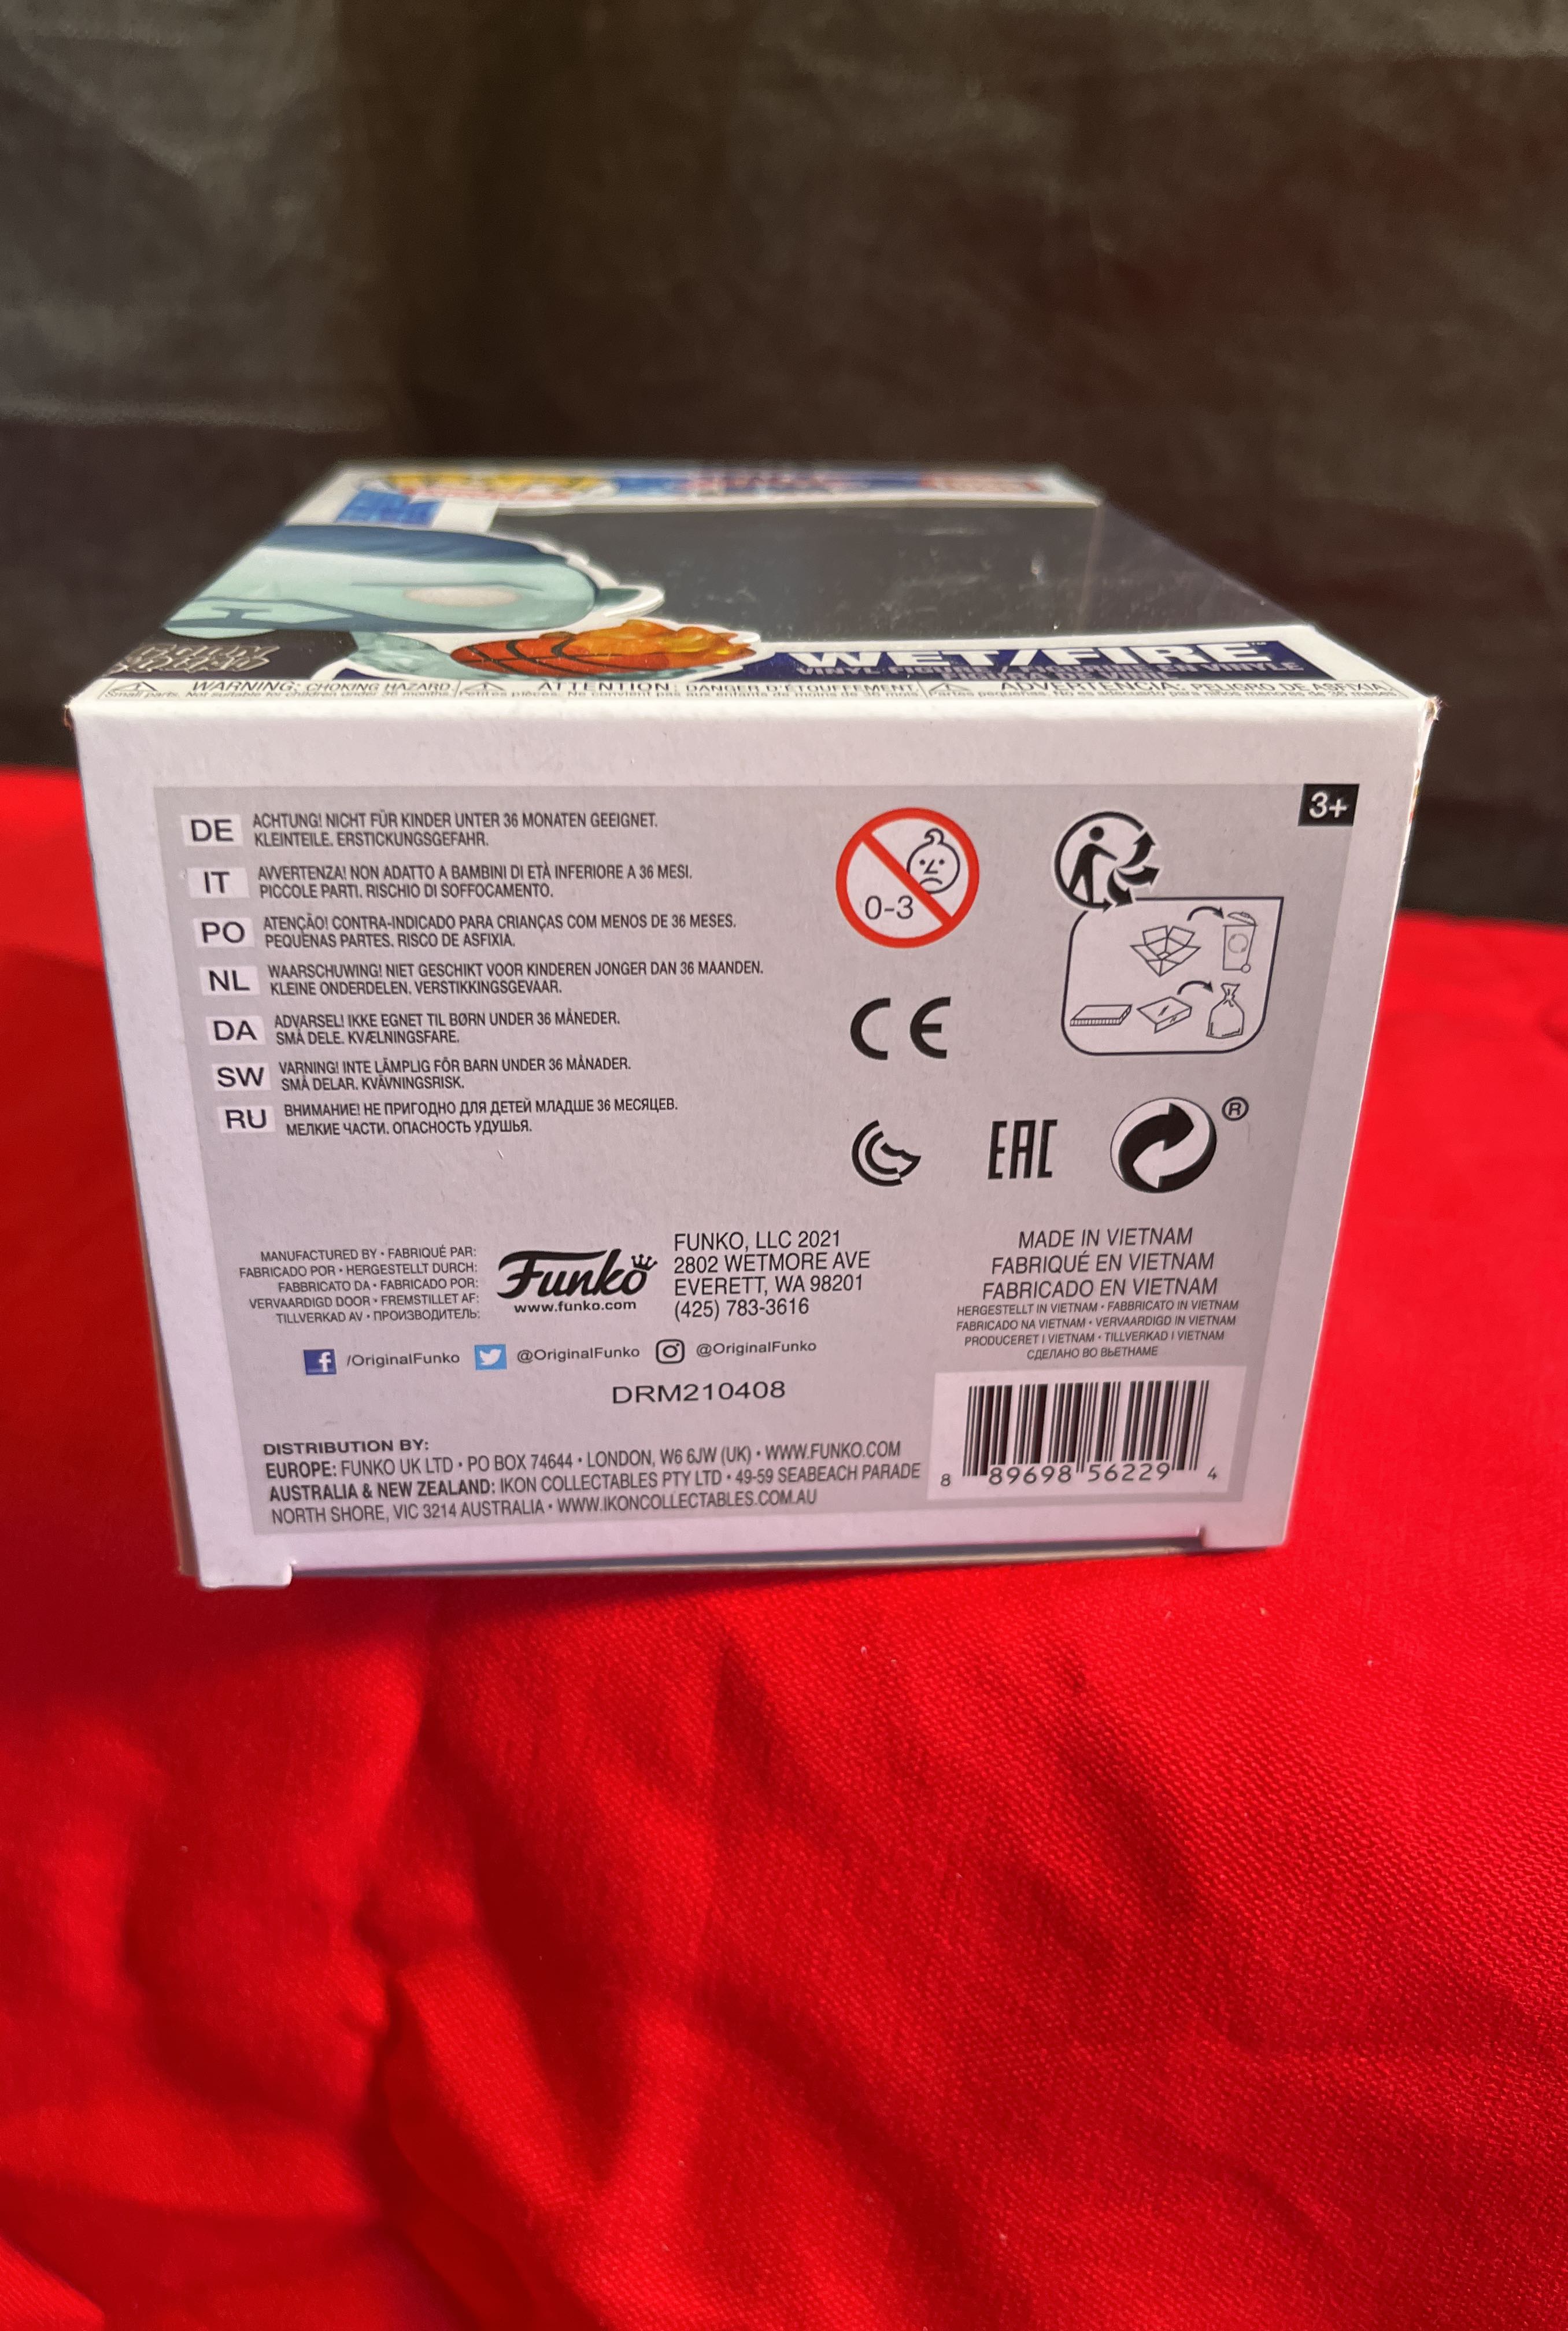 WET/FIRE™
VINYL FIGURE / FIGURINE EN VINYLE
FIGURA DE VINIL
WARNING: CHOKING HAZARD
ATTENTION: DANGER D'ÉTOUFFEMENT
ADVERTENCIA: PELIGRO DE ASFIXIA
3+
DE ACHTUNG! NICHT FÜR KINDER UNTER 36 MONATEN GEEIGNET.
KLEINTEILE. ERSTICKUNGSGEFAHR.
IT AVVERTENZA! NON ADATTO A BAMBINI DI ETÀ INFERIORE A 36 MESI.
PICCOLE PARTI. RISCHIO DI SOFFOCAMENTO.
PO ATENÇÃO! CONTRA-INDICADO PARA CRIANÇAS COM MENOS DE 36 MESES.
PEQUENAS PARTES. RISCO DE ASFIXIA.
NL WAARSCHUWING! NIET GESCHIKT VOOR KINDEREN JONGER DAN 36 MAANDEN.
KLEINE ONDERDELEN. VERSTIKKINGSGEVAAR.
DA ADVARSEL! IKKE EGNET TIL BØRN UNDER 36 MÅNEDER.
SMÅ DELE. KVÆLNINGSFARE.
SW VARNING! INTE LÄMPLIG FÖR BARN UNDER 36 MÅNADER.
SMÅ DELAR. KVÄVNINGSRISK.
RU ВНИМАНИЕ! НЕ ПРИГОДНО ДЛЯ ДЕТЕЙ МЛАДШЕ 36 МЕСЯЦЕВ.
МЕЛКИЕ ЧАСТИ. ОПАСНОСТЬ УДУШЬЯ.
0-3
CE
EAC
®
MANUFACTURED BY • FABRIQUÉ PAR:
FABRICADO POR • HERGESTELLT DURCH:
FABBRICATO DA • FABRICADO POR:
VERVAARDIGD DOOR • FREMSTILLET AF:
TILLVERKAD AV • ПРОИЗВОДИТЕЛЬ:
Funko
www.funko.com
FUNKO, LLC 2021
2802 WETMORE AVE
EVERETT, WA 98201
(425) 783-3616
MADE IN VIETNAM
FABRIQUÉ EN VIETNAM
FABRICADO EN VIETNAM
HERGESTELLT IN VIETNAM • FABBRICATO IN VIETNAM
FABRICADO NA VIETNAM • VERVAARDIGD IN VIETNAM
PRODUCERET I VIETNAM • TILLVERKAD I VIETNAM
СДЕЛАНО ВО ВЬЕТНАМЕ
/OriginalFunko @OriginalFunko @OriginalFunko
DRM210408
DISTRIBUTION BY:
EUROPE: FUNKO UK LTD • PO BOX 74644 • LONDON, W6 6JW (UK) • WWW.FUNKO.COM
AUSTRALIA & NEW ZEALAND: IKON COLLECTABLES PTY LTD • 49-59 SEABEACH PARADE
NORTH SHORE, VIC 3214 AUSTRALIA • WWW.IKONCOLLECTABLES.COM.AU
8 89698 56229 4